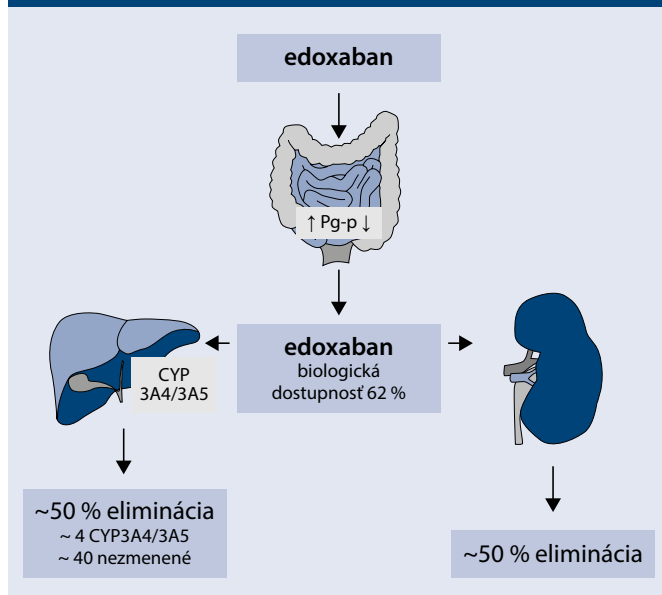 edoxaban
↑ Pg-p ↓
CYP
3A4/3A5
edoxaban
biologická
dostupnosť 62 %
~50 % eliminácia
~ 4 CYP3A4/3A5
~ 40 nezmenené
~50 % eliminácia